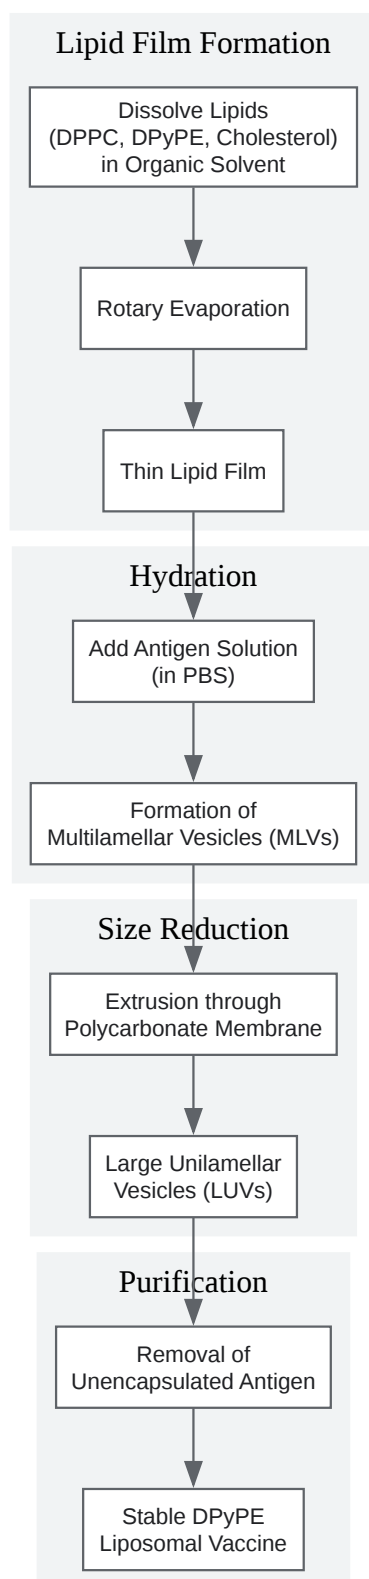 Lipid Film Formation
Dissolve Lipids
(DPPC, DPyPE, Cholesterol)
in Organic Solvent
Rotary Evaporation
Thin Lipid Film
Hydration
Add Antigen Solution
(in PBS)
Formation of
Multilamellar Vesicles (MLVs)
Size Reduction
Extrusion through
Polycarbonate Membrane
Large Unilamellar
Vesicles (LUVs)
Purification
Removal of
Unencapsulated Antigen
Stable DPyPE
Liposomal Vaccine